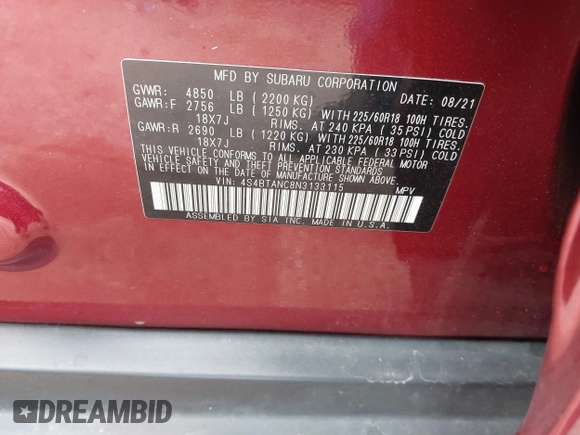 MFD BY SUBARU CORPORATION
GVWR: 4850 LB (2200 KG) DATE: 08/21
GAWR:F 2756 LB (1250 KG) WITH 225/60R18 100H TIRES.
18X7J RIMS. AT 240 KPA (35 PSI) COLD
GAWR:R 2690 LB (1220 KG) WITH 225/60R18 100H TIRES.
18X7J RIMS. AT 230 KPA (33 PSI) COLD
THIS VEHICLE CONFORMS TO ALL APPLICABLE FEDERAL MOTOR
VEHICLE SAFETY AND THEFT PREVENTION STANDARDS IN
EFFECT ON THE DATE OF MANUFACTURE SHOWN ABOVE.
VIN: 4S4BTANC8N3133115 MPV
ASSEMBLED BY SIA INC. MADE IN U.S.A.
DREAMBID